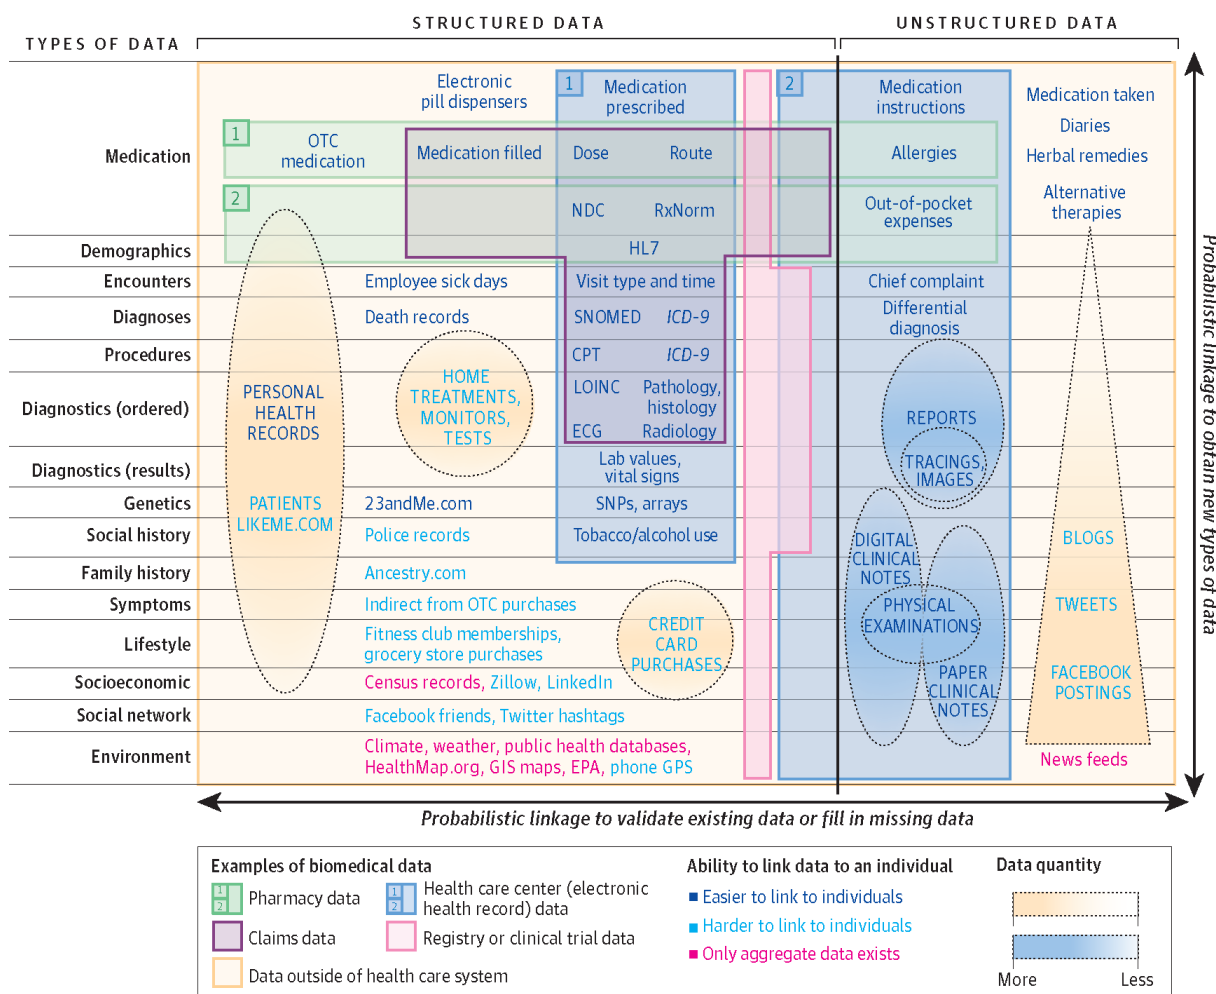 STRUCTURED DATA
UNSTRUCTURED DATA
TYPES OF DATA
Medication
Demographics
Encounters
Diagnoses
Procedures
Diagnostics (ordered)
Diagnostics (results)
Genetics
Social history
Family history
Symptoms
Lifestyle
Socioeconomic
Social network
Environment
1
OTC
medication
2
PERSONAL
HEALTH
RECORDS
PATIENTS
LIKEME.COM
Electronic
pill dispensers
Medication filled
Employee sick days
Death records
HOME
TREATMENTS,
MONITORS,
TESTS
23andMe.com
Police records
Ancestry.com
Indirect from OTC purchases
Fitness club memberships,
grocery store purchases
Census records, Zillow, LinkedIn
Facebook friends, Twitter hashtags
Climate, weather, public health databases,
HealthMap.org, GIS maps, EPA, phone GPS
CREDIT
CARD
PURCHASES
1
Medication
prescribed
Dose Route
NDC RxNorm
HL7
Visit type and time
SNOMED ICD-9
CPT ICD-9
LOINC Pathology,
histology
ECG Radiology
Lab values,
vital signs
SNPs, arrays
Tobacco/alcohol use
2
Medication
instructions
Allergies
Out-of-pocket
expenses
Chief complaint
Differential
diagnosis
REPORTS
TRACINGS,
IMAGES
DIGITAL
CLINICAL
NOTES
PHYSICAL
EXAMINATIONS
PAPER
CLINICAL
NOTES
Medication taken
Diaries
Herbal remedies
Alternative
therapies
BLOGS
TWEETS
FACEBOOK
POSTINGS
News feeds
Probabilistic linkage to obtain new types of data
Probabilistic linkage to validate existing data or fill in missing data
Examples of biomedical data
1
2
Pharmacy data
1
2
Health care center (electronic
health record) data
Claims data
Registry or clinical trial data
Data outside of health care system
Ability to link data to an individual
Easier to link to individuals
Harder to link to individuals
Only aggregate data exists
Data quantity
More Less